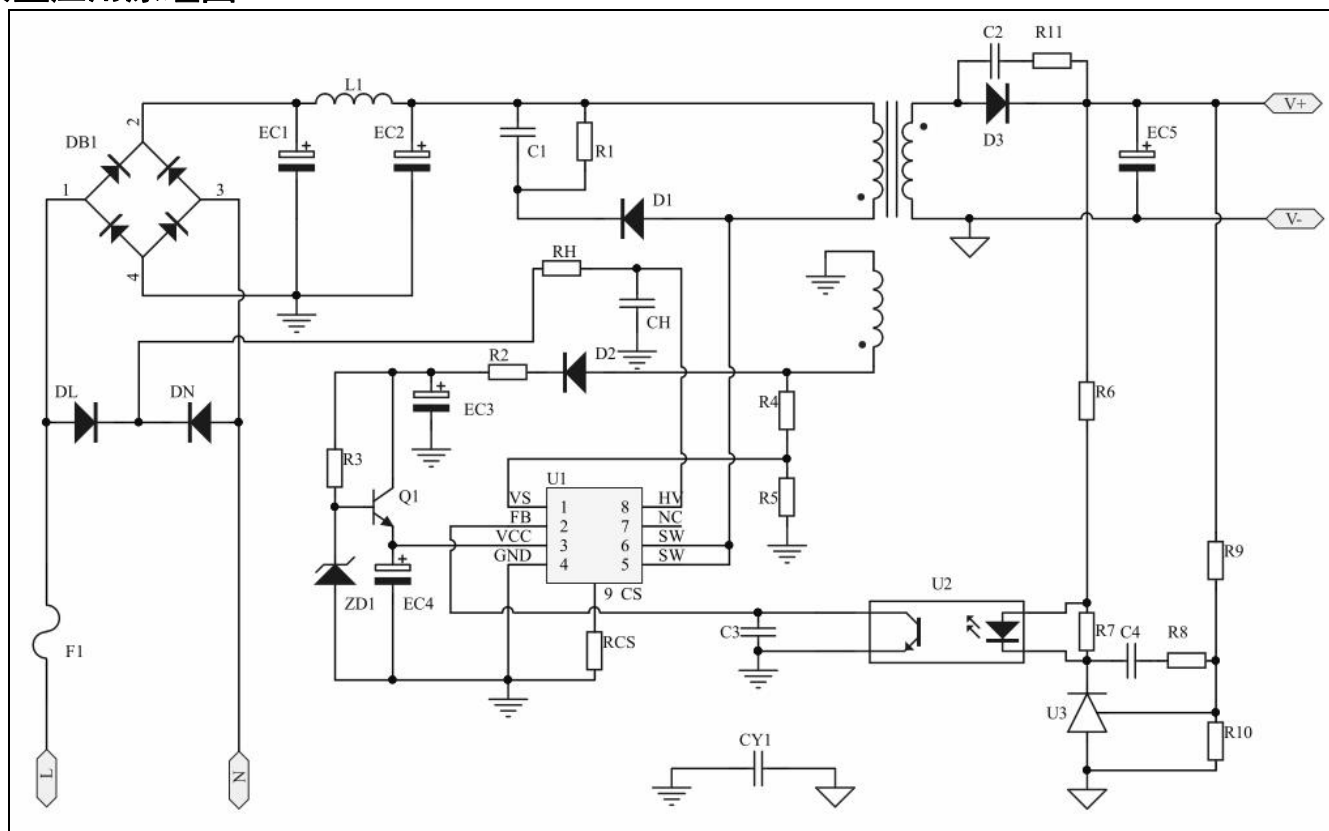 C2
R11
L1
V+
DB1
2
EC1
EC2
C1
R1
D3
EC5
1
3
D1
V-
4
RH
CH
R2
D2
DL
DN
EC3
R4
R6
R3
U1
Q1
VS
1
8
HV
R5
FB
2
7
NC
VCC
3
6
SW
GND
4
5
SW
R9
ZD1
EC4
9
CS
U2
C3
R7
C4
R8
F1
RCS
U3
R10
CY1
L
N